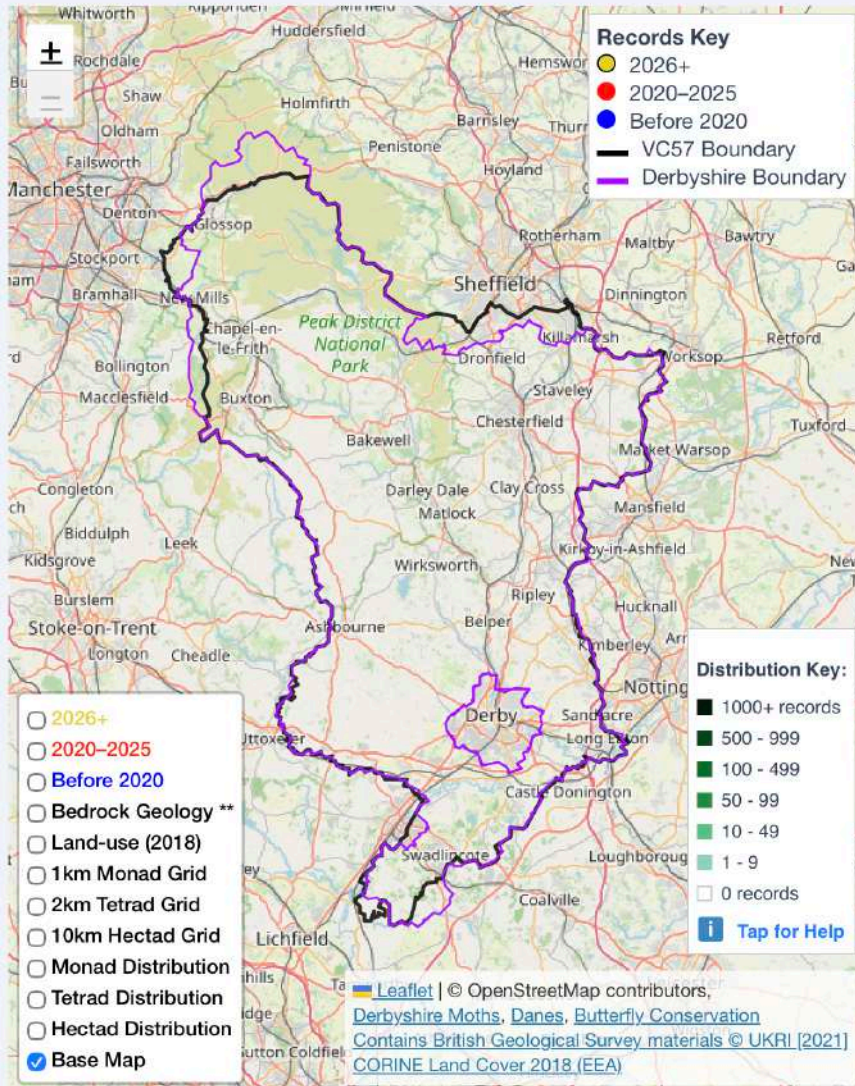 Whitworth
Ripponden
Mirfield
Huddersfield
Rochdale
Hemsw
Shaw
Holmfirth
Oldham
Barnsley
Thur
Failsworth
Penistone
Manchester
Hoyland
Denton
Glossop
Rotherham
Maltby
Bawtry
Stockport
Sheffield
Bramhall
New Mills
Dinnington
Chapel-en-
le-Frith
Peak District
National
Park
Killamarsh
Retford
Bollington
Dronfield
Worksop
Macclesfield
Staveley
Buxton
Chesterfield
Tuxford
Bakewell
Market Warsop
Congleton
Darley Dale
Clay Cross
Mansfield
Biddulph
Matlock
Leek
Kirkby-in-Ashfield
Kidsgrove
Wirksworth
New
Burslem
Ripley
Hucknall
Stoke-on-Trent
Ashbourne
Belper
Longton
Cheadle
Kimberley
Notting
Derby
Sandiacre
Uttoxeter
Long Eaton
Castle Donington
Swadlincote
Loughboroug
Coalville
Lichfield
Sutton Coldfiel
+
−
Records Key
2026+
2020–2025
Before 2020
VC57 Boundary
Derbyshire Boundary
Distribution Key:
1000+ records
500 - 999
100 - 499
50 - 99
10 - 49
1 - 9
0 records
i Tap for Help
2026+
2020–2025
Before 2020
Bedrock Geology **
Land-use (2018)
1km Monad Grid
2km Tetrad Grid
10km Hectad Grid
Monad Distribution
Tetrad Distribution
Hectad Distribution
Base Map
Leaflet | © OpenStreetMap contributors,
Derbyshire Moths, Danes, Butterfly Conservation
Contains British Geological Survey materials © UKRI [2021]
CORINE Land Cover 2018 (EEA)